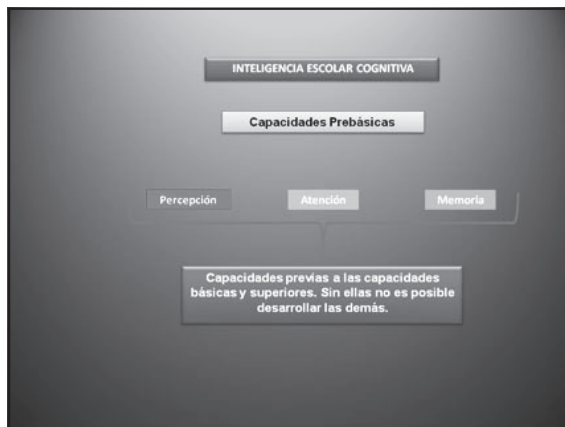 INTELIGENCIA ESCOLAR COGNITIVA
Capacidades Prebásicas
Percepción Atención Memoria
Capacidades previas a las capacidades
básicas y superiores. Sin ellas no es posible
desarrollar las demás.